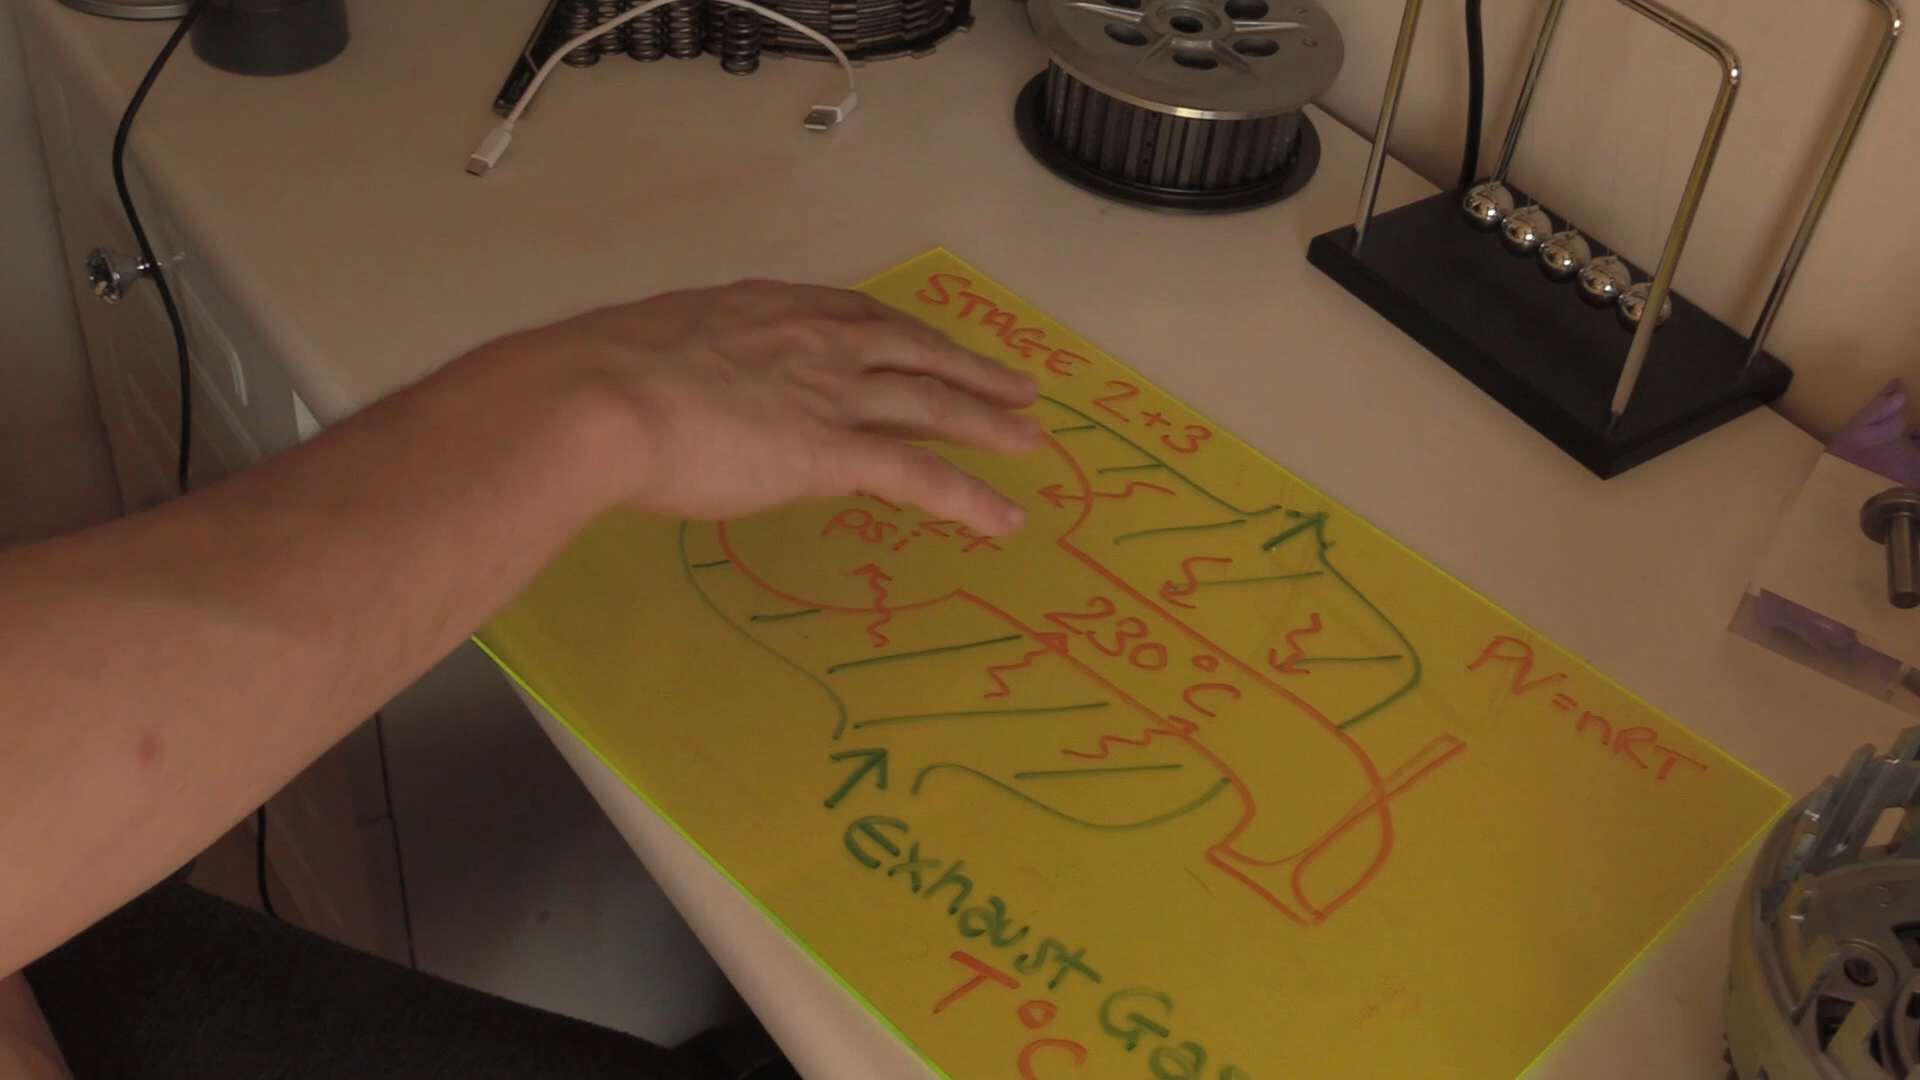 STAGE 2+3
psi
230°C
PV=nRT
Exhaust Gas
T°C